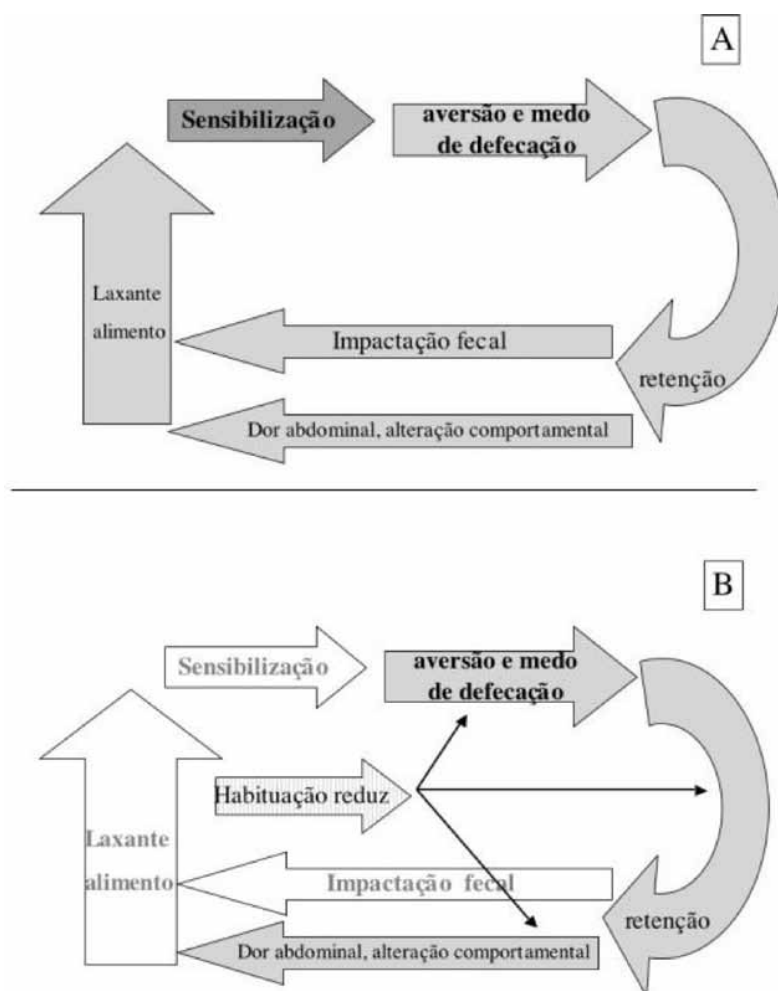 A
Sensibilização
aversão e medo
de defecação
Laxante
alimento
Impactação fecal
retenção
Dor abdominal, alteração comportamental
B
Sensibilização
aversão e medo
de defecação
Habituação reduz
Laxante
alimento
Impactação fecal
retenção
Dor abdominal, alteração comportamental